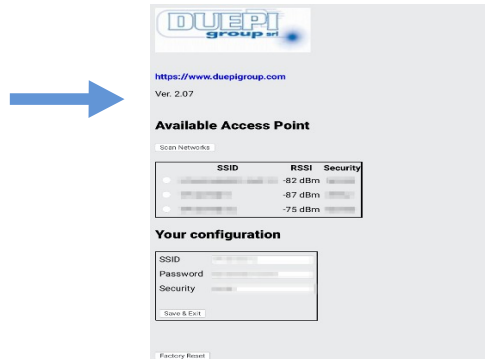 DUEPI
group srl
https://www.duepigroup.com
Ver. 2.07
Available Access Point
Scan Networks
SSID RSSI Security
-82 dBm
-87 dBm
-75 dBm
Your configuration
SSID
Password
Security
Save & Exit
Factory Reset